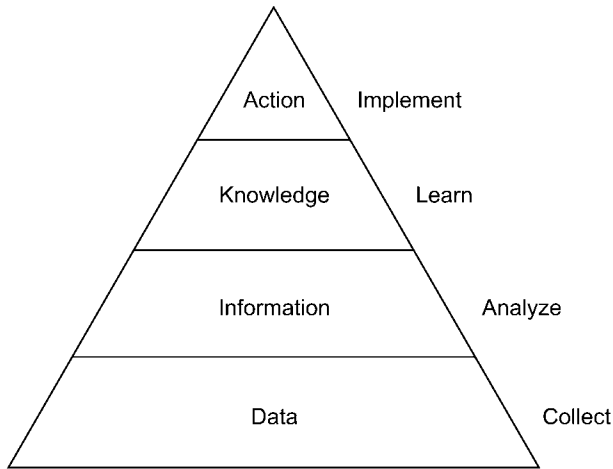 Action Implement
Knowledge Learn
Information Analyze
Data Collect